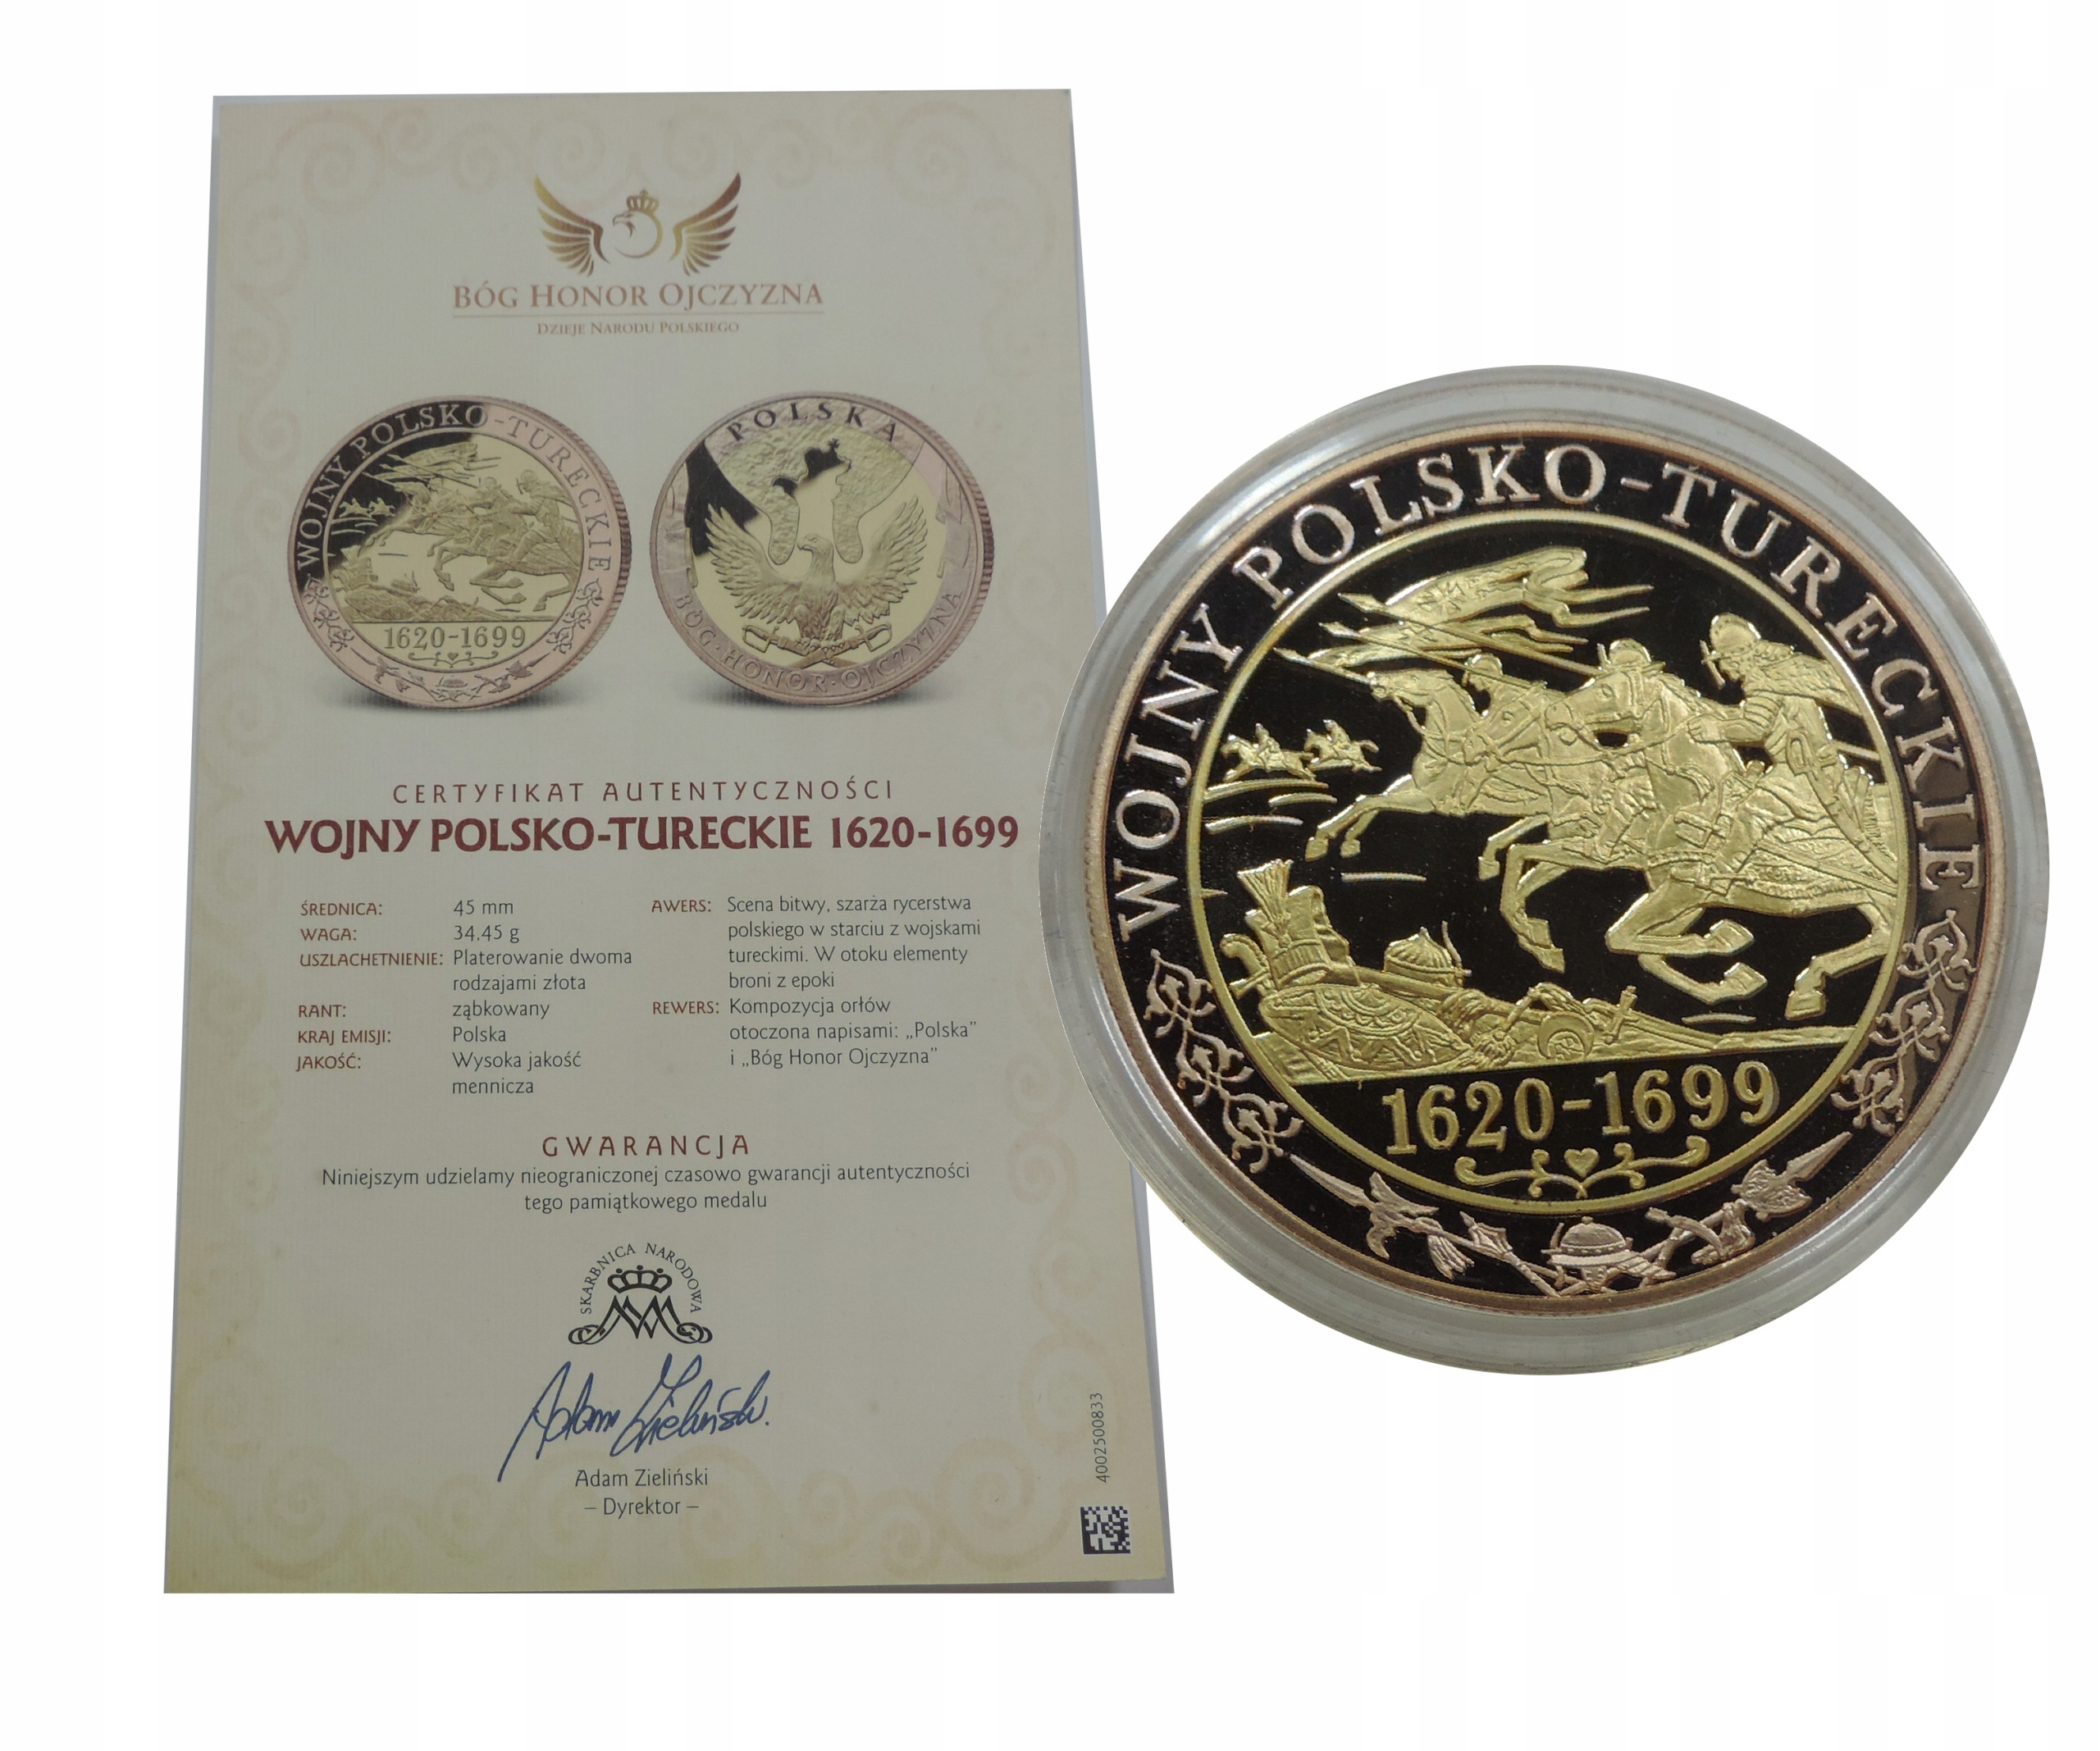 BÓG HONOR OJCZYZNA
DZIEJE NARODU POLSKIEGO
WOJNY POLSKO-TURECKIE
1620-1699
POLSKA
BÓG·HONOR·OJCZYZNA
CERTYFIKAT AUTENTYCZNOŚCI
WOJNY POLSKO-TURECKIE 1620-1699
ŚREDNICA: 45 mm
WAGA: 34,45 g
USZLACHETNIENIE: Platerowanie dwoma
rodzajami złota
RANT: ząbkowany
KRAJ EMISJI: Polska
JAKOŚĆ: Wysoka jakość
mennicza
AWERS: Scena bitwy, szarża rycerstwa
polskiego w starciu z wojskami
tureckimi. W otoku elementy
broni z epoki
REWERS: Kompozycja orłów
otoczona napisami: „Polska”
i „Bóg Honor Ojczyzna”
GWARANCJA
Niniejszym udzielamy nieograniczonej czasowo gwarancji autentyczności
tego pamiątkowego medalu
SKARBNICA NARODOWA
Adam Zieliński
Adam Zieliński
– Dyrektor –
4002500833
WOJNY POLSKO-TURECKIE
1620-1699